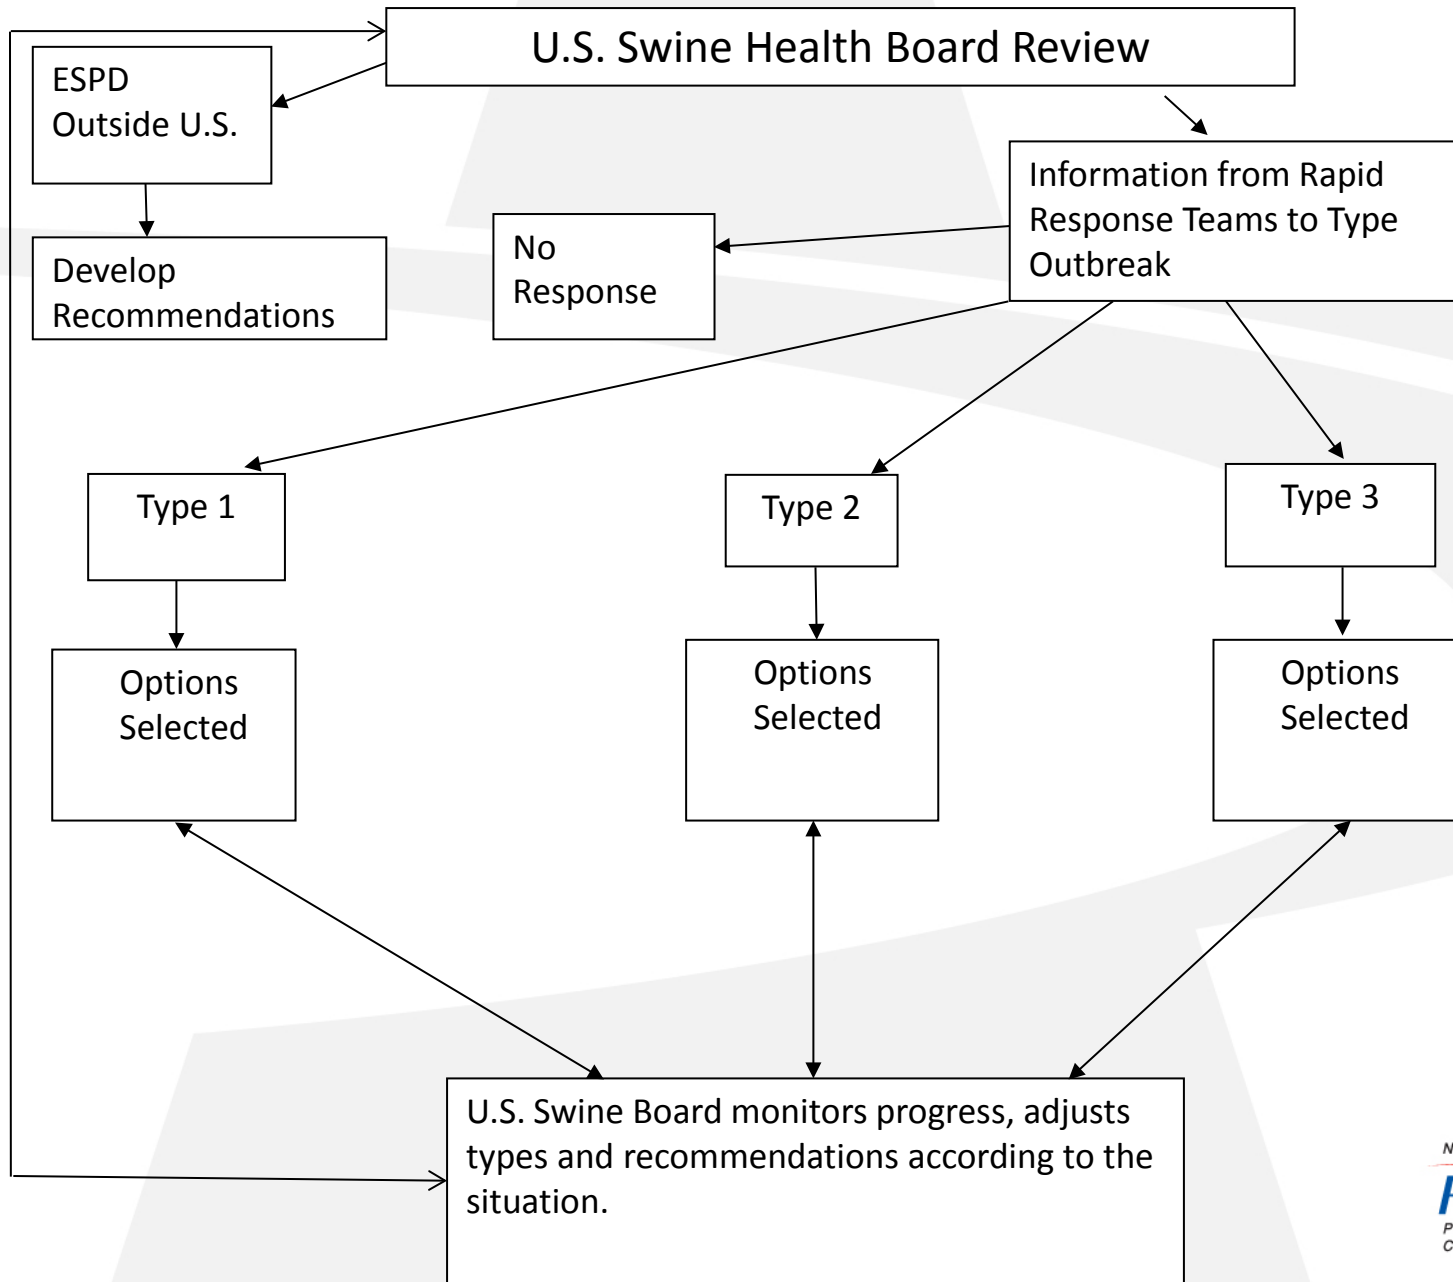 U.S. Swine Health Board Review
ESPD
Outside U.S.
Information from Rapid
Response Teams to Type
Outbreak
No
Response
Develop
Recommendations
Type 1
Type 2
Type 3
Options
Selected
Options
Selected
Options
Selected
U.S. Swine Board monitors progress, adjusts
types and recommendations according to the
situation.